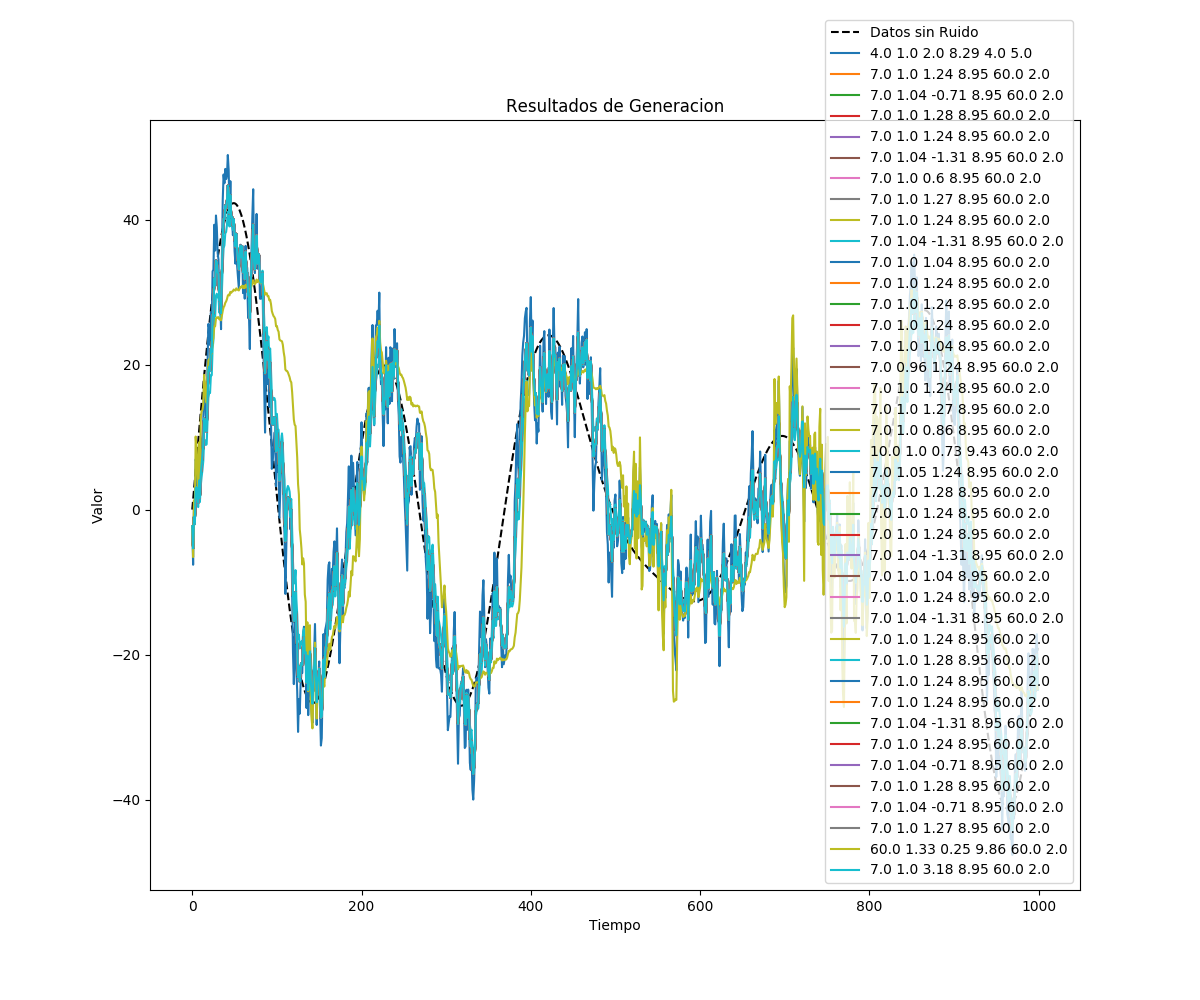 Resultados de Generacion
Datos sin Ruido
4.0 1.0 2.0 8.29 4.0 5.0
7.0 1.0 1.24 8.95 60.0 2.0
7.0 1.04 -0.71 8.95 60.0 2.0
7.0 1.0 1.28 8.95 60.0 2.0
7.0 1.0 1.24 8.95 60.0 2.0
7.0 1.04 -1.31 8.95 60.0 2.0
7.0 1.0 0.6 8.95 60.0 2.0
7.0 1.0 1.27 8.95 60.0 2.0
7.0 1.0 1.24 8.95 60.0 2.0
7.0 1.04 -1.31 8.95 60.0 2.0
7.0 1.0 1.04 8.95 60.0 2.0
7.0 1.0 1.24 8.95 60.0 2.0
7.0 1.0 1.24 8.95 60.0 2.0
7.0 1.0 1.24 8.95 60.0 2.0
7.0 1.0 1.04 8.95 60.0 2.0
7.0 0.96 1.24 8.95 60.0 2.0
7.0 1.0 1.24 8.95 60.0 2.0
7.0 1.0 1.27 8.95 60.0 2.0
7.0 1.0 0.86 8.95 60.0 2.0
10.0 1.0 0.73 9.43 60.0 2.0
7.0 1.05 1.24 8.95 60.0 2.0
7.0 1.0 1.28 8.95 60.0 2.0
7.0 1.0 1.24 8.95 60.0 2.0
7.0 1.0 1.24 8.95 60.0 2.0
7.0 1.04 -1.31 8.95 60.0 2.0
7.0 1.0 1.04 8.95 60.0 2.0
7.0 1.0 1.24 8.95 60.0 2.0
7.0 1.04 -1.31 8.95 60.0 2.0
7.0 1.0 1.24 8.95 60.0 2.0
7.0 1.0 1.28 8.95 60.0 2.0
7.0 1.0 1.24 8.95 60.0 2.0
7.0 1.0 1.24 8.95 60.0 2.0
7.0 1.04 -1.31 8.95 60.0 2.0
7.0 1.0 1.24 8.95 60.0 2.0
7.0 1.04 -0.71 8.95 60.0 2.0
7.0 1.0 1.28 8.95 60.0 2.0
7.0 1.04 -0.71 8.95 60.0 2.0
7.0 1.0 1.27 8.95 60.0 2.0
60.0 1.33 0.25 9.86 60.0 2.0
7.0 1.0 3.18 8.95 60.0 2.0
Valor
40
20
0
−20
−40
0 200 400 600 800 1000
Tiempo